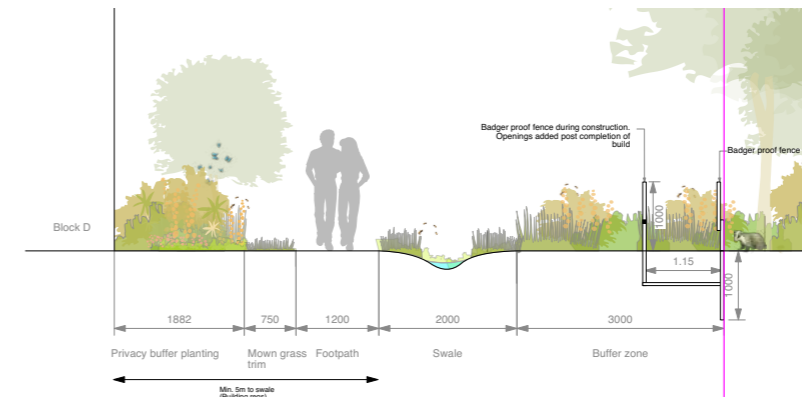 Badger proof fence during construction.
Openings added post completion of
build
Badger proof fence
1000
Block D
1.15
1000
1882
750
1200
2000
3000
Privacy buffer planting
Mown grass
trim
Footpath
Swale
Buffer zone
Min. 5m to swale
(Building regs)